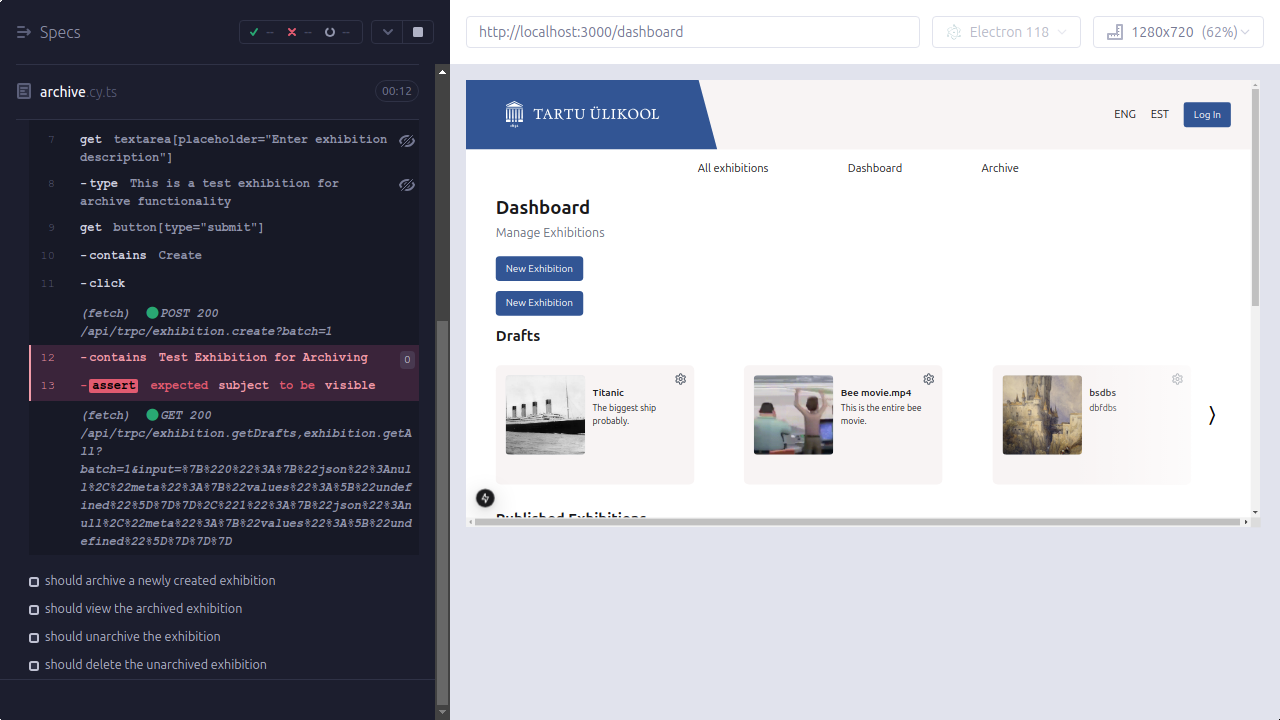 Specs
--
--
--
http://localhost:3000/dashboard
Electron 118
1280x720 (62%)
archive.cy.ts
00:12
7 get textarea[placeholder="Enter exhibition
description"]
8 -type This is a test exhibition for
archive functionality
9 get button[type="submit"]
10 -contains Create
11 -click
(fetch) POST 200
/api/trpc/exhibition.create?batch=1
12 -contains Test Exhibition for Archiving 0
13 -assert expected subject to be visible
(fetch) GET 200
/api/trpc/exhibition.getDrafts,exhibition.getA
ll?
batch=1&input=%7B%220%22%3A%7B%22json%22%3Anul
l%2C%22meta%22%3A%7B%22values%22%3A%5B%22undef
ined%22%5D%7D%7D%2C%221%22%3A%7B%22json%22%3An
ull%2C%22meta%22%3A%7B%22values%22%3A%5B%22und
efined%22%5D%7D%7D%7D
should archive a newly created exhibition
should view the archived exhibition
should unarchive the exhibition
should delete the unarchived exhibition
TARTU ÜLIKOOL
ENG
EST
Log In
All exhibitions
Dashboard
Archive
Dashboard
Manage Exhibitions
New Exhibition
New Exhibition
Drafts
Titanic
The biggest ship
probably.
Bee movie.mp4
This is the entire bee
movie.
bsdbs
dbfdbs
Published Exhibitions